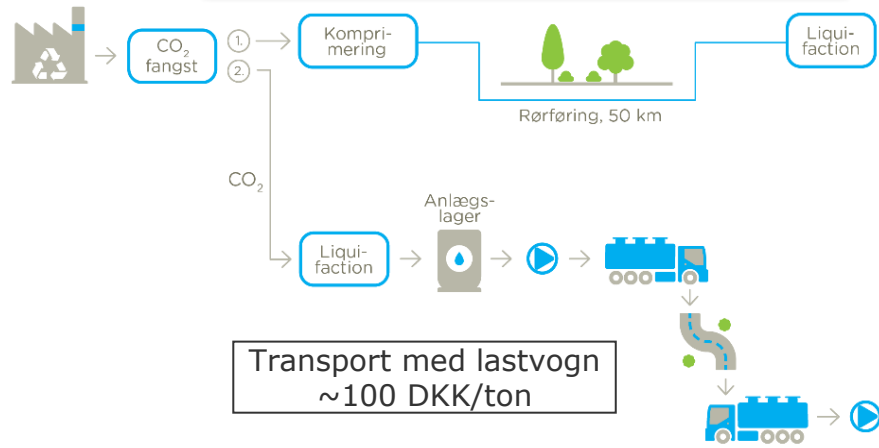 CO₂
fangst
1.
2.
Kompri-
mering
Liqui-
faction
Rørføring, 50 km
CO₂
Anlægs-
lager
Liqui-
faction
Transport med lastvogn
~100 DKK/ton